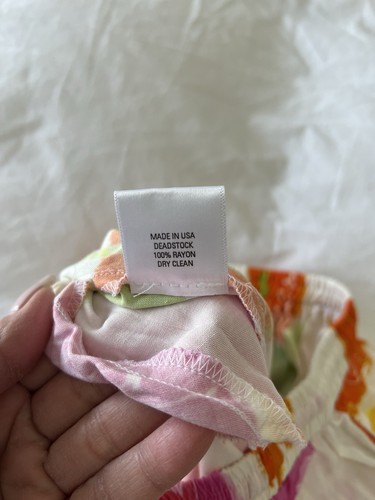 MADE IN USA
DEADSTOCK
100% RAYON
DRY CLEAN